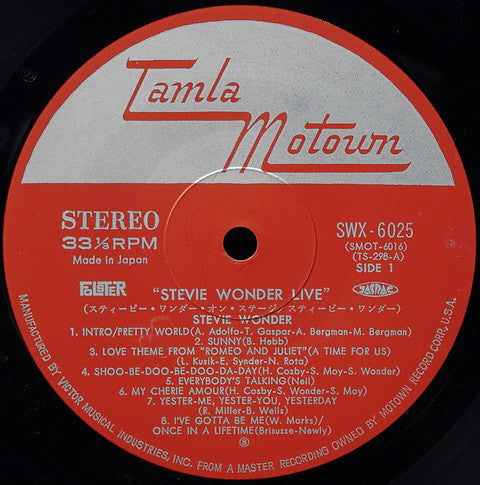 Tamla
Motown
STEREO
33⅓RPM
Made in Japan
SWX-6025
(SMOT-6016)
(TS-298-A)
SIDE 1
JASRAC
"STEVIE WONDER LIVE"
(スティービー・ワンダー・オン・ステージ/スティービー・ワンダー)
STEVIE WONDER
1. INTRO/PRETTY WORLD(A. Adolfo-T. Gaspar-A. Bergman-M. Bergman)
2. SUNNY(B. Hebb)
3. LOVE THEME FROM "ROMEO AND JULIET"(A TIME FOR US)
(L. Kusik-E. Synder-N. Rota)
4. SHOO-BE-DOO-BE-DOO-DA-DAY(H. Cosby-S. Moy-S. Wonder)
5. EVERYBODY'S TALKING(Neil)
6. MY CHERIE AMOUR(H. Cosby-S. Wonder-S. Moy)
7. YESTER-ME, YESTER-YOU, YESTERDAY
(R. Miller-B. Wells)
8. I'VE GOTTA BE ME(W. Marks)/
ONCE IN A LIFETIME(Brisusse-Newly)
MANUFACTURED BY VICTOR MUSICAL INDUSTRIES, INC. FROM A MASTER RECORDING OWNED BY MOTOWN RECORD CORP., U.S.A.